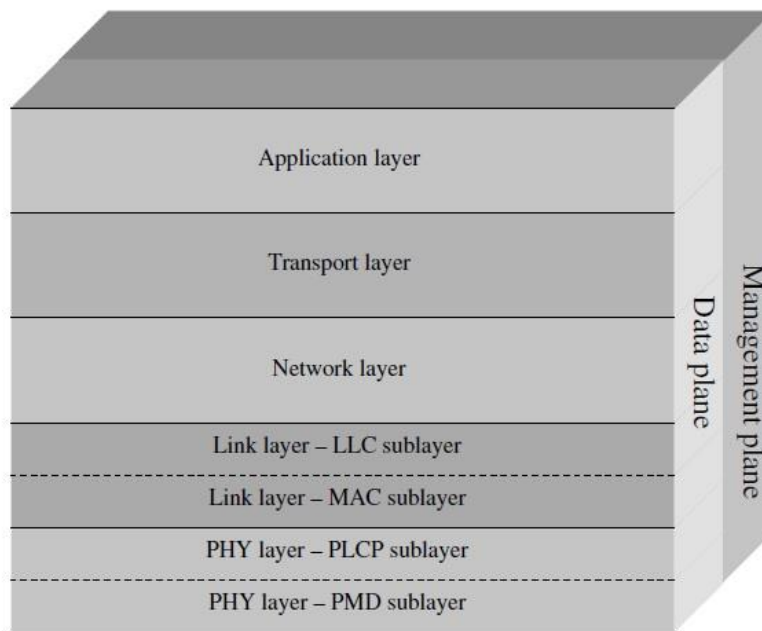 Application layer
Transport layer
Network layer
Link layer – LLC sublayer
Link layer – MAC sublayer
PHY layer – PLCP sublayer
PHY layer – PMD sublayer
Data plane
Management plane